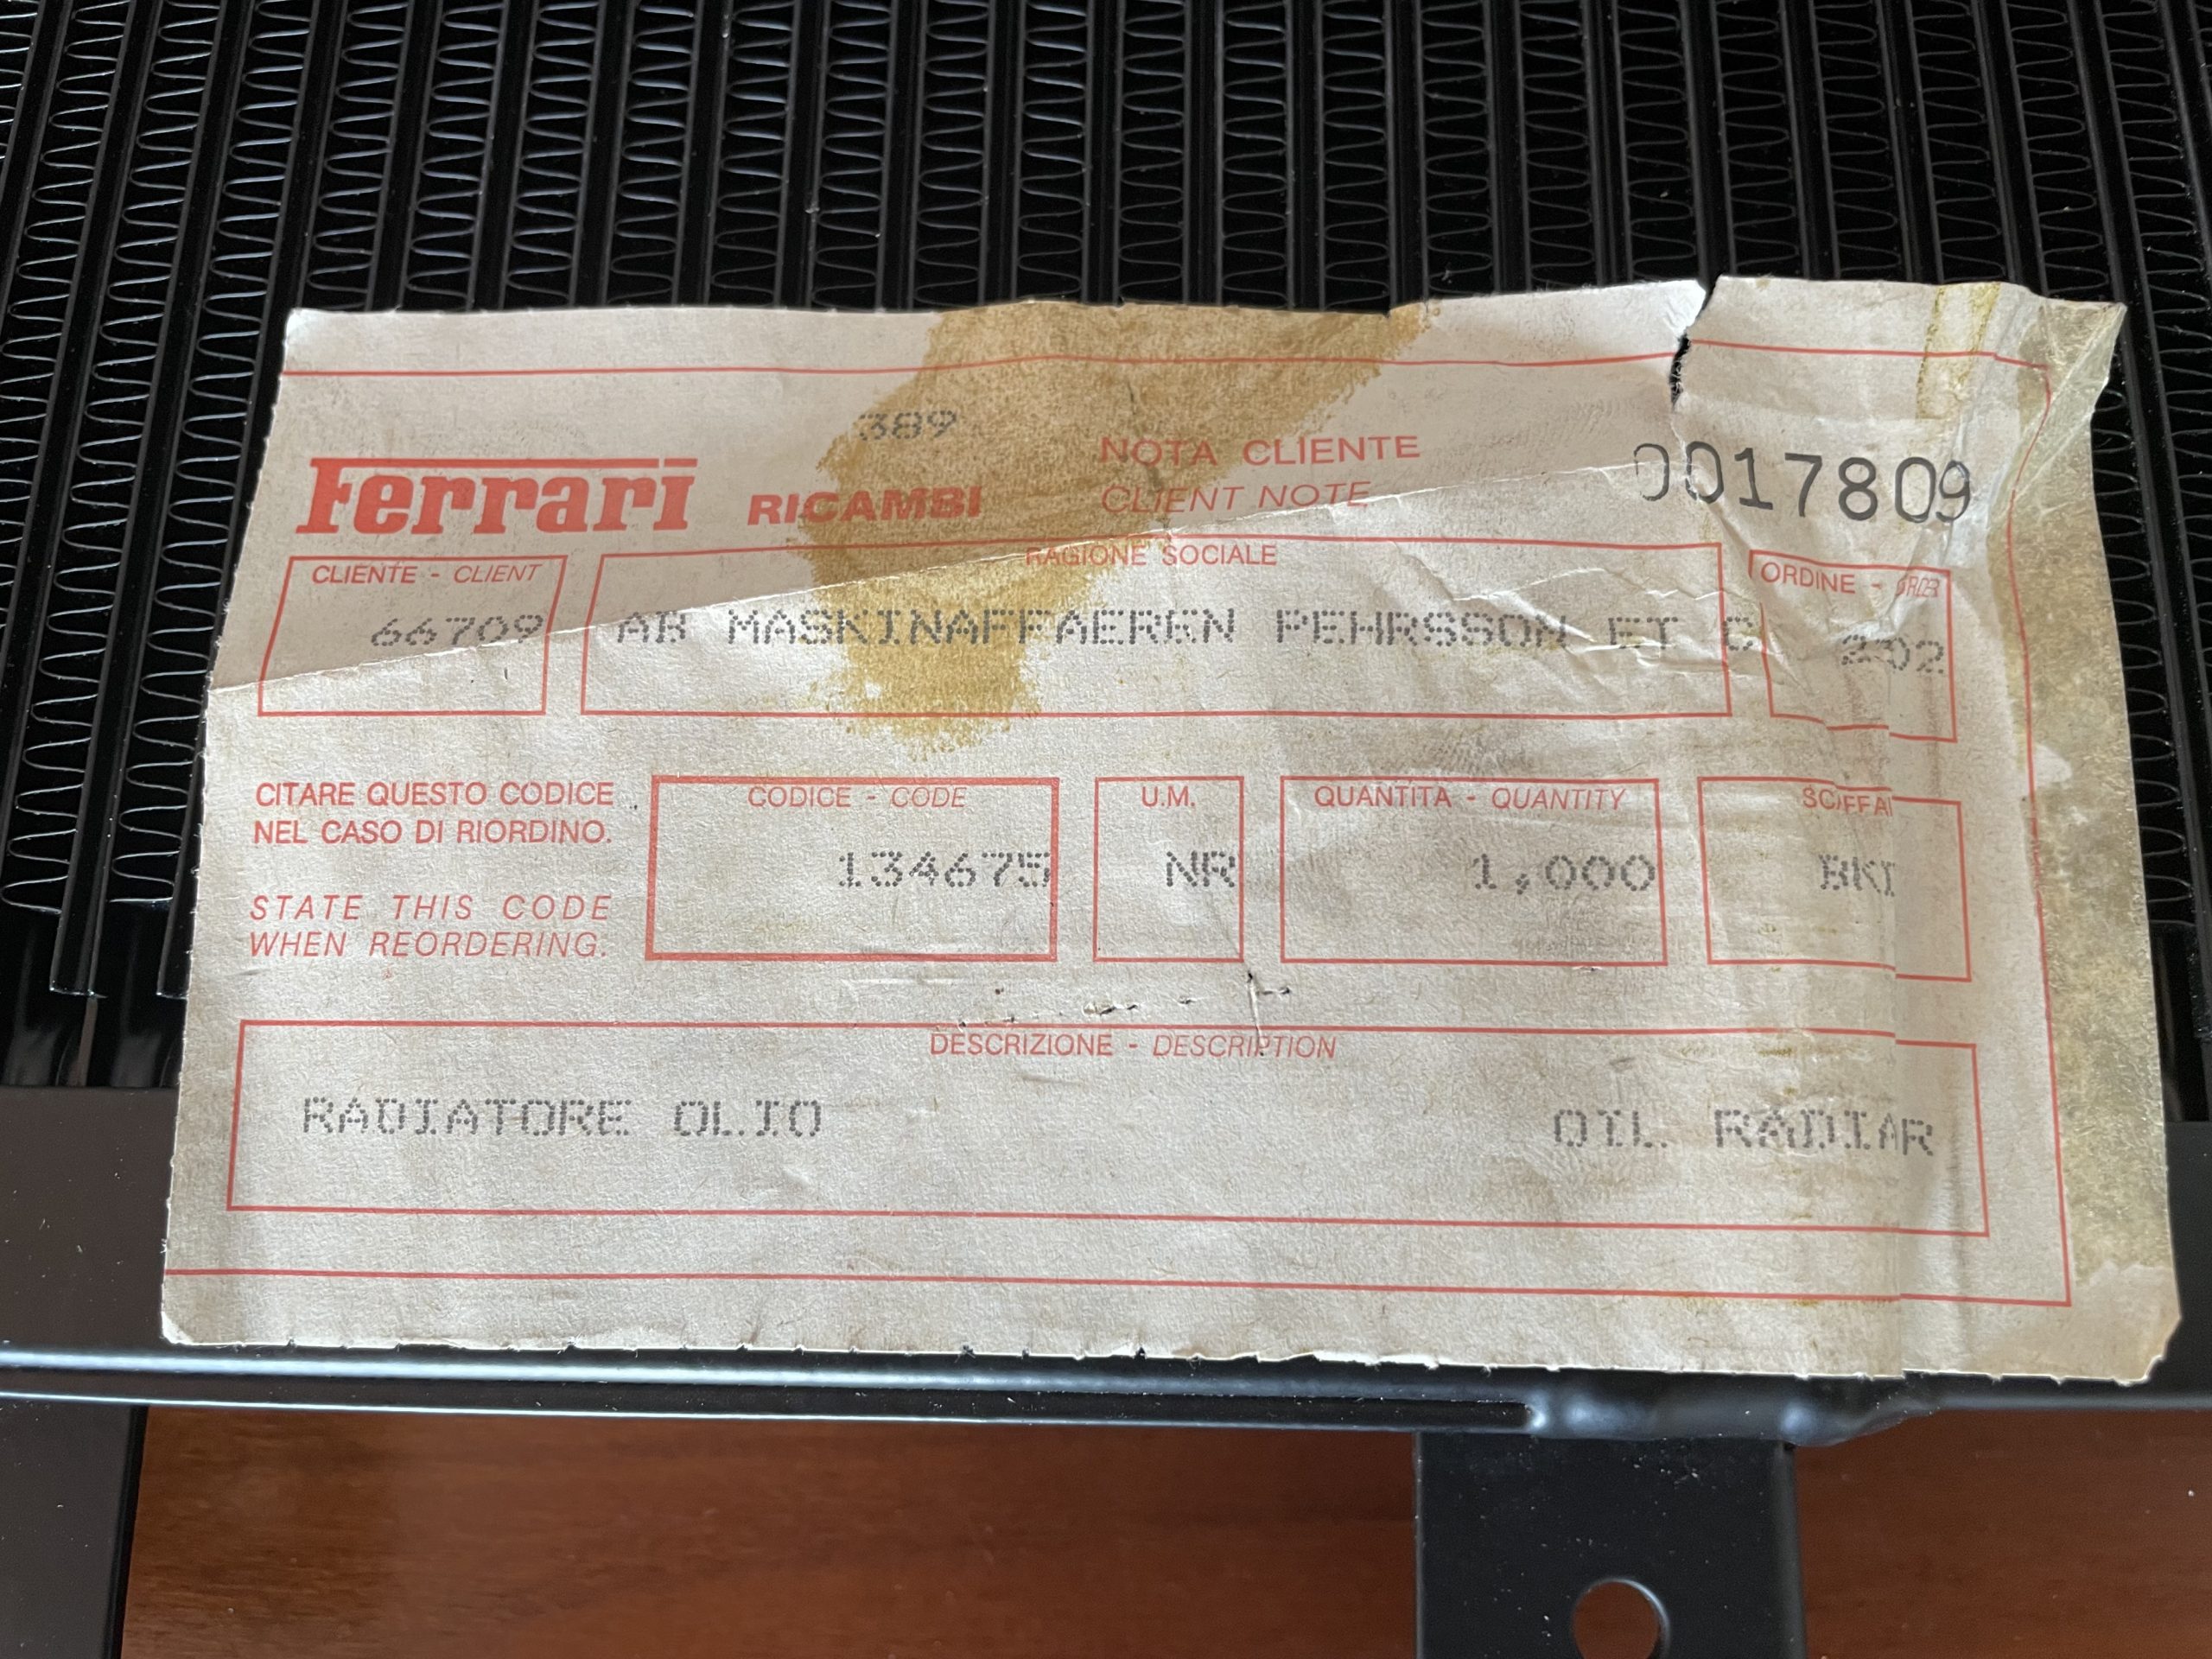 389
Ferrari RICAMBI
NOTA CLIENTE
CLIENT NOTE
0017809
CLIENTE - CLIENT
66709
RAGIONE SOCIALE
AB MASKINAFFAEREN PEHRSSON ET C
ORDINE - ORDER
202
CITARE QUESTO CODICE
NEL CASO DI RIORDINO.
STATE THIS CODE
WHEN REORDERING.
CODICE - CODE
134675
U.M.
NR
QUANTITÀ - QUANTITY
1,000
DESCRIZIONE - DESCRIPTION
RADIATORE OLIO
OIL RADIAR